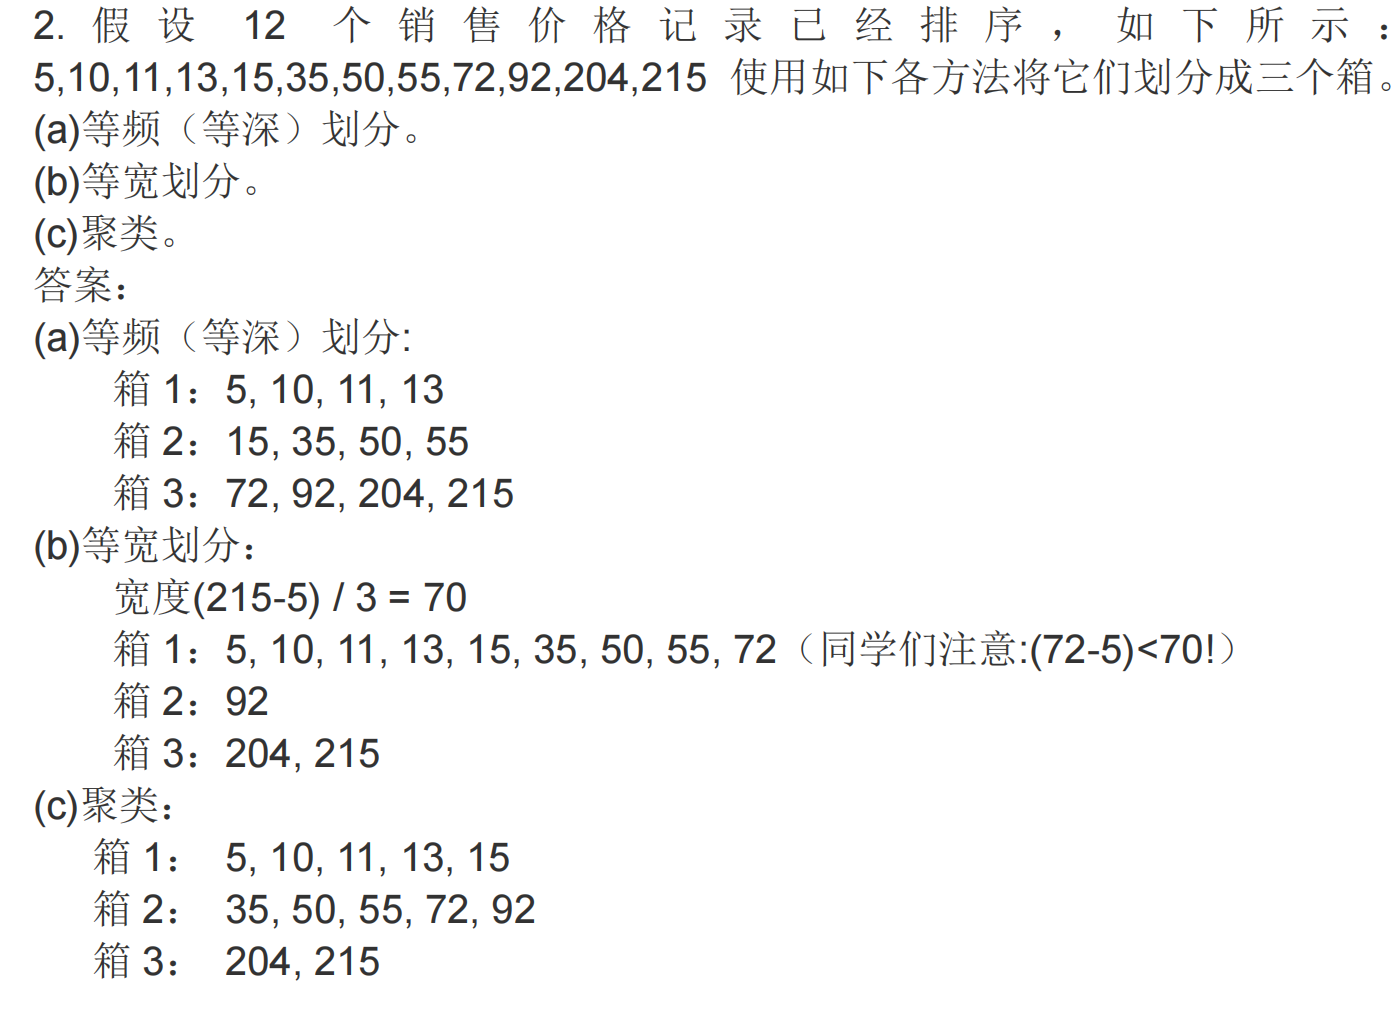 2. 假设 12 个销售价格记录已经排序，如下所示：
5,10,11,13,15,35,50,55,72,92,204,215 使用如下各方法将它们划分成三个箱。
(a)等频（等深）划分。
(b)等宽划分。
(c)聚类。
答案：
(a)等频（等深）划分:
箱 1：5, 10, 11, 13
箱 2：15, 35, 50, 55
箱 3：72, 92, 204, 215
(b)等宽划分：
宽度(215-5) / 3 = 70
箱 1：5, 10, 11, 13, 15, 35, 50, 55, 72（同学们注意:(72-5)<70!）
箱 2：92
箱 3：204, 215
(c)聚类：
箱 1： 5, 10, 11, 13, 15
箱 2： 35, 50, 55, 72, 92
箱 3： 204, 215